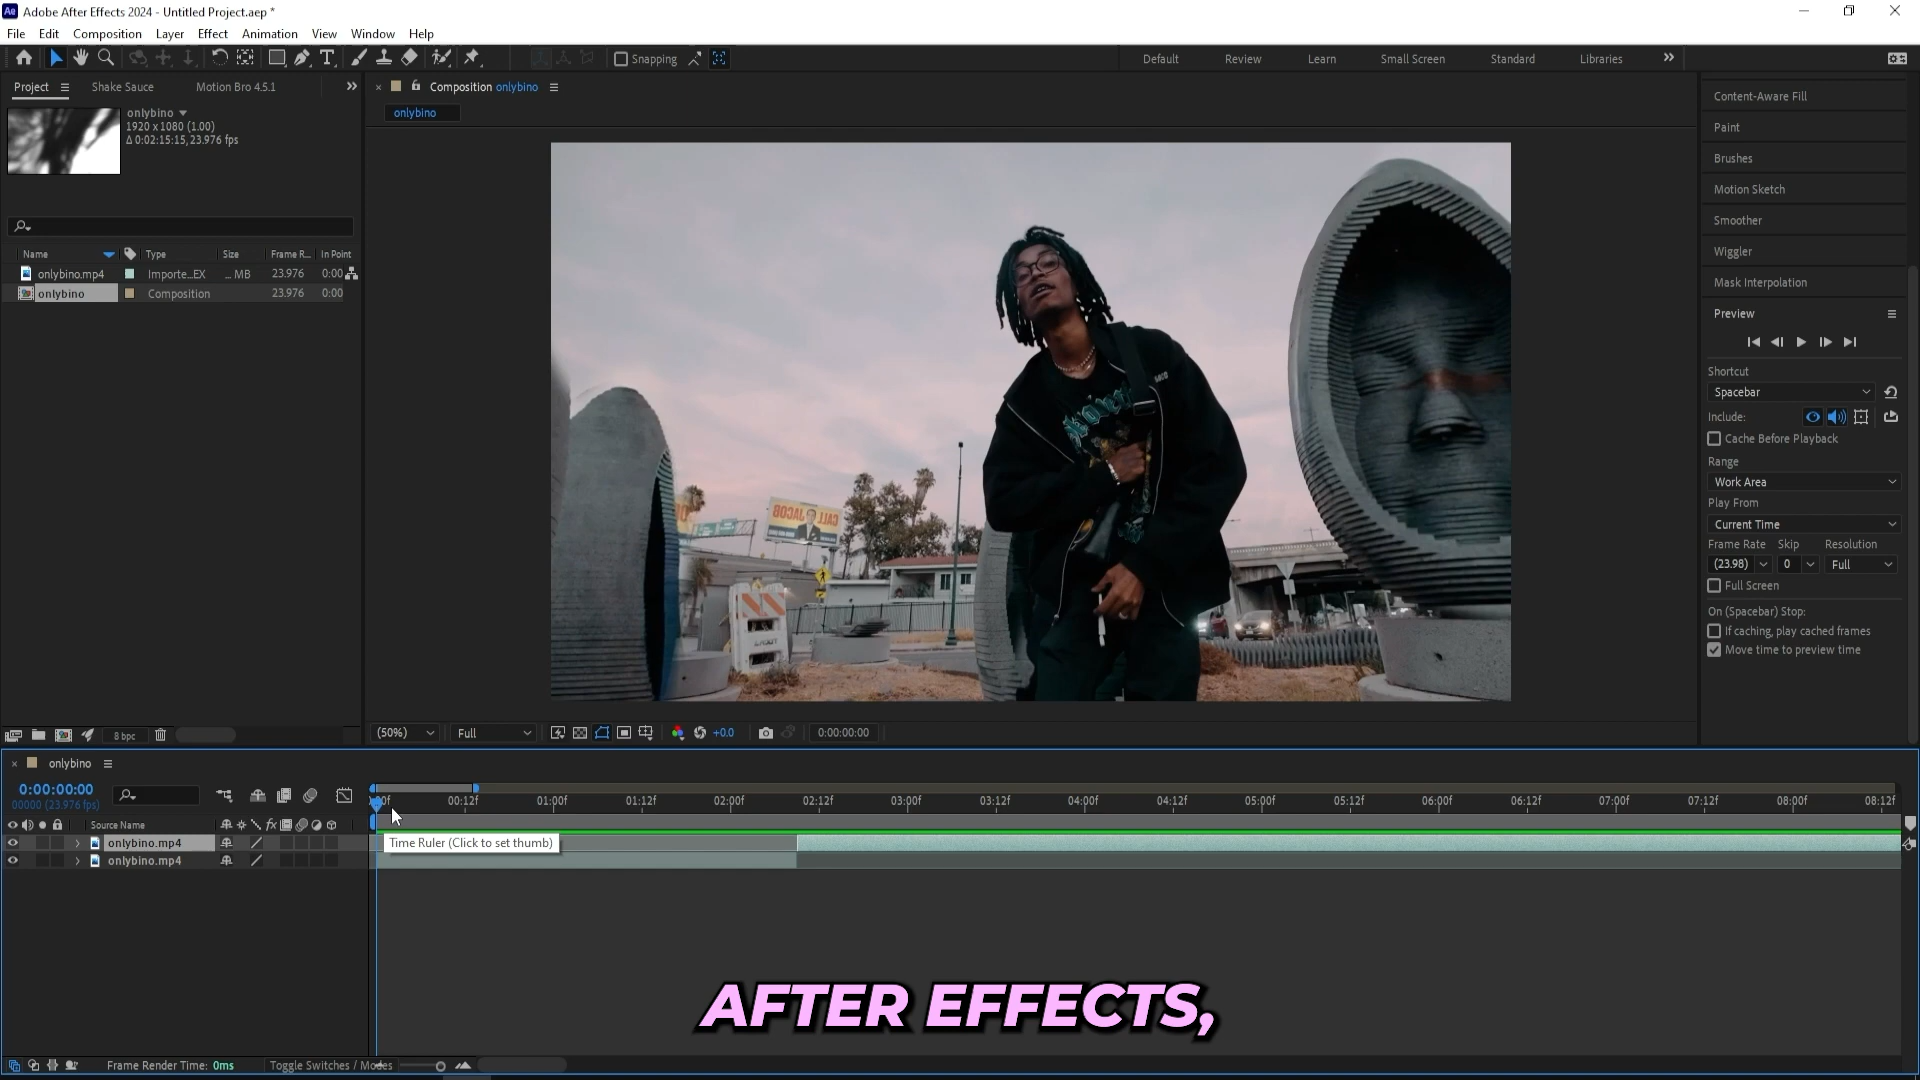 Adobe After Effects 2024 - Untitled Project.aep *
File Edit Composition Layer Effect Animation View Window Help
Snapping
Default Review Learn Small Screen Standard Libraries
Project Shake Sauce Motion Bro 4.5.1
Composition onlybino
onlybino
onlybino
1920 x 1080 (1.00)
Δ 0:02:15:15, 23.976 fps
Name Type Size Frame R... In Point
onlybino.mp4 Importe...EX ... MB 23.976 0:00
onlybino Composition 23.976 0:00
8 bpc
CALL JACOB
(50%) Full +0.0 0:00:00:00
Content-Aware Fill
Paint
Brushes
Motion Sketch
Smoother
Wiggler
Mask Interpolation
Preview
Shortcut
Spacebar
Include:
Cache Before Playback
Range
Work Area
Play From
Current Time
Frame Rate Skip Resolution
(23.98) 0 Full
Full Screen
On (Spacebar) Stop:
If caching, play cached frames
Move time to preview time
onlybino
0:00:00:00
00000 (23.976 fps)
00:12f 01:00f 01:12f 02:00f 02:12f 03:00f 03:12f 04:00f 04:12f 05:00f 05:12f 06:00f 06:12f 07:00f 07:12f 08:00f 08:12f
Source Name
onlybino.mp4
Time Ruler (Click to set thumb)
onlybino.mp4
AFTER EFFECTS,
Frame Render Time: 0ms Toggle Switches / Modes